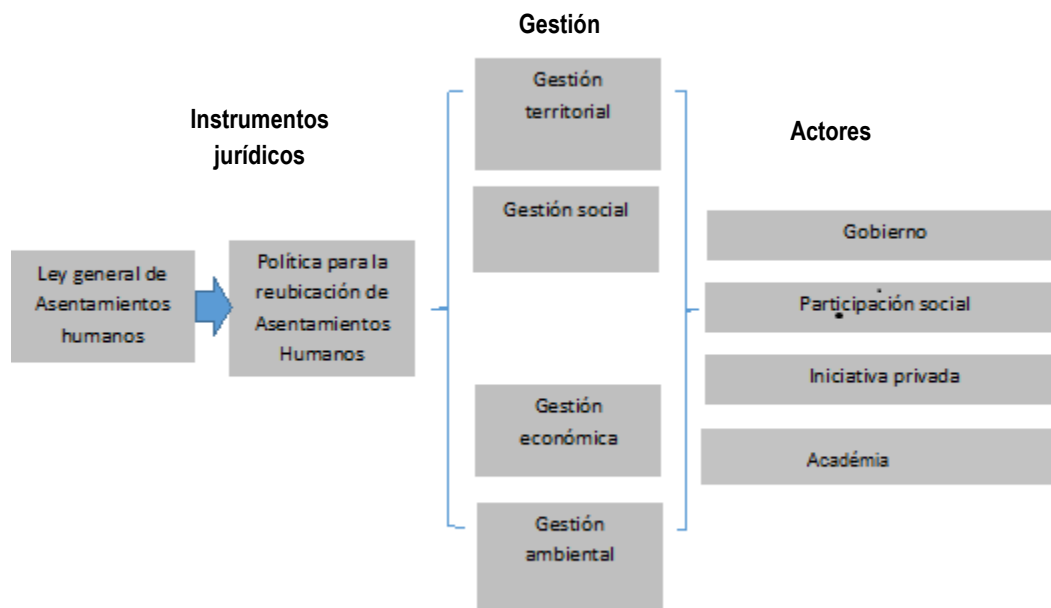 Gestión
Instrumentos
jurídicos
Actores
Ley general de
Asentamientos
humanos
Política para la
reubicación de
Asentamientos
Humanos
Gestión
territorial
Gestión social
Gestión
económica
Gestión
ambiental
Gobierno
Participación social
Iniciativa privada
Académia